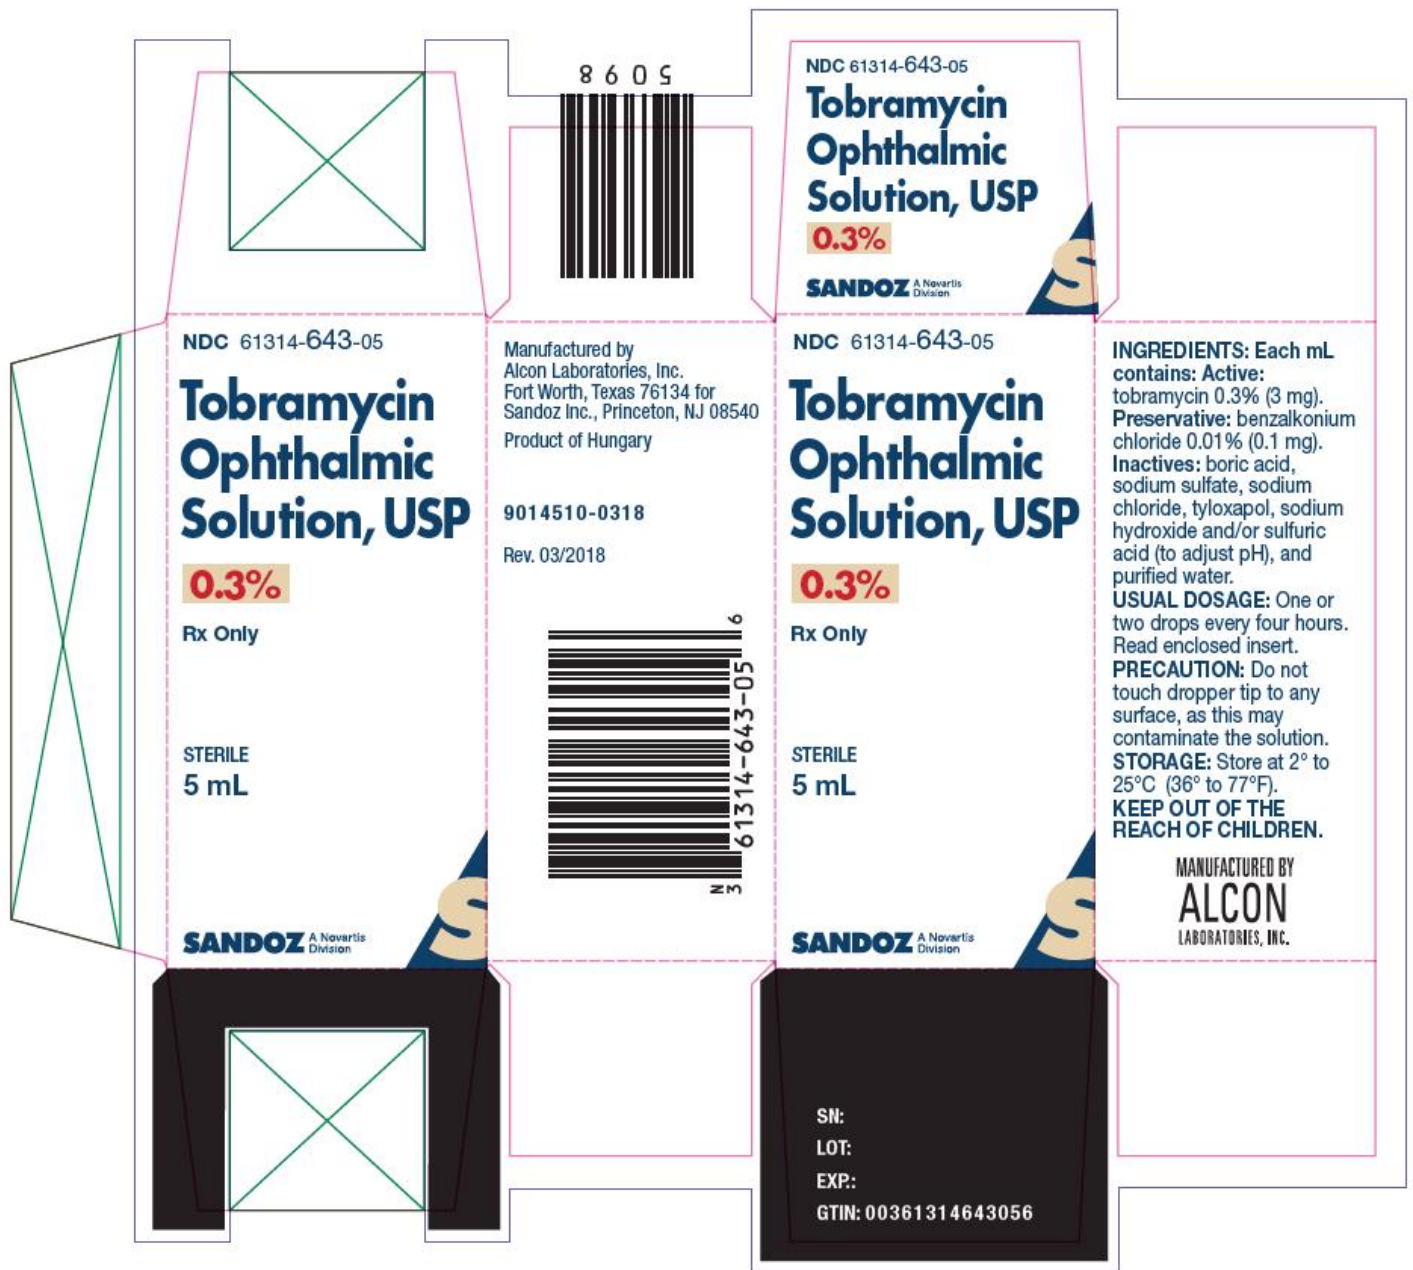 5098
NDC 61314-643-05
Tobramycin
Ophthalmic
Solution, USP
0.3%
SANDOZ A Novartis
Division
S
NDC 61314-643-05
Tobramycin
Ophthalmic
Solution, USP
0.3%
Rx Only
STERILE
5 mL
SANDOZ A Novartis
Division
S
Manufactured by
Alcon Laboratories, Inc.
Fort Worth, Texas 76134 for
Sandoz Inc., Princeton, NJ 08540
Product of Hungary
9014510-0318
Rev. 03/2018
N
3 61314-643-05 6
NDC 61314-643-05
Tobramycin
Ophthalmic
Solution, USP
0.3%
Rx Only
STERILE
5 mL
SANDOZ A Novartis
Division
S
INGREDIENTS: Each mL
contains: Active:
tobramycin 0.3% (3 mg).
Preservative: benzalkonium
chloride 0.01% (0.1 mg).
Inactives: boric acid,
sodium sulfate, sodium
chloride, tyloxapol, sodium
hydroxide and/or sulfuric
acid (to adjust pH), and
purified water.
USUAL DOSAGE: One or
two drops every four hours.
Read enclosed insert.
PRECAUTION: Do not
touch dropper tip to any
surface, as this may
contaminate the solution.
STORAGE: Store at 2° to
25°C (36° to 77°F).
KEEP OUT OF THE
REACH OF CHILDREN.
MANUFACTURED BY
ALCON
LABORATORIES, INC.
SN:
LOT:
EXP.:
GTIN: 00361314643056